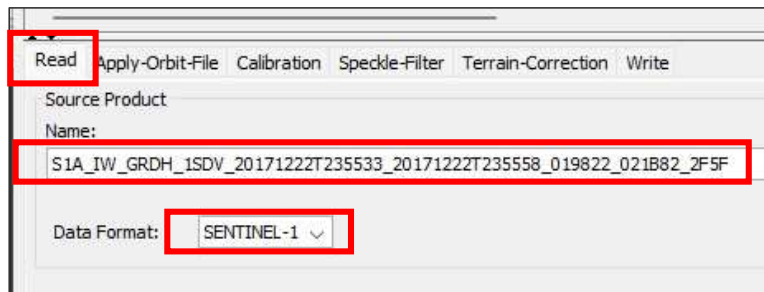 Read Apply-Orbit-File Calibration Speckle-Filter Terrain-Correction Write
Source Product
Name:
S1A_IW_GRDH_1SDV_20171222T235533_20171222T235558_019822_021B82_2F5F
Data Format: SENTINEL-1